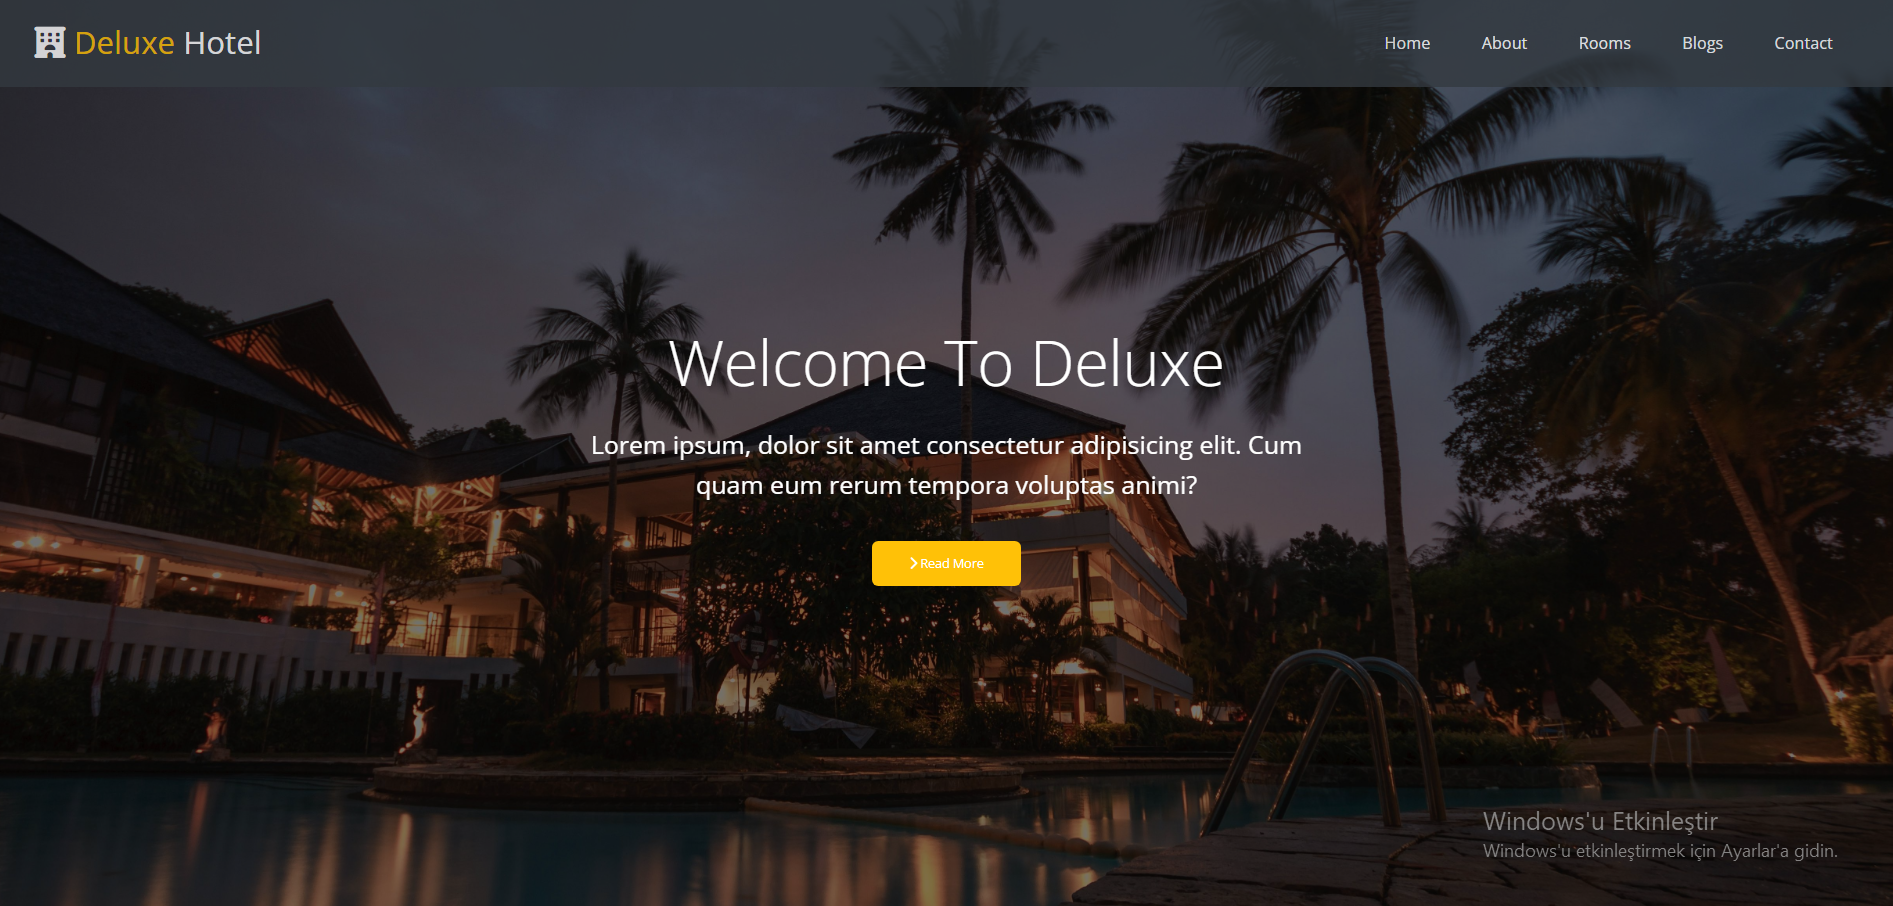 Deluxe Hotel
Home
About
Rooms
Blogs
Contact
Welcome To Deluxe
Lorem ipsum, dolor sit amet consectetur adipisicing elit. Cum
quam eum rerum tempora voluptas animi?
Read More
Windows'u Etkinleştir
Windows'u etkinleştirmek için Ayarlar'a gidin.